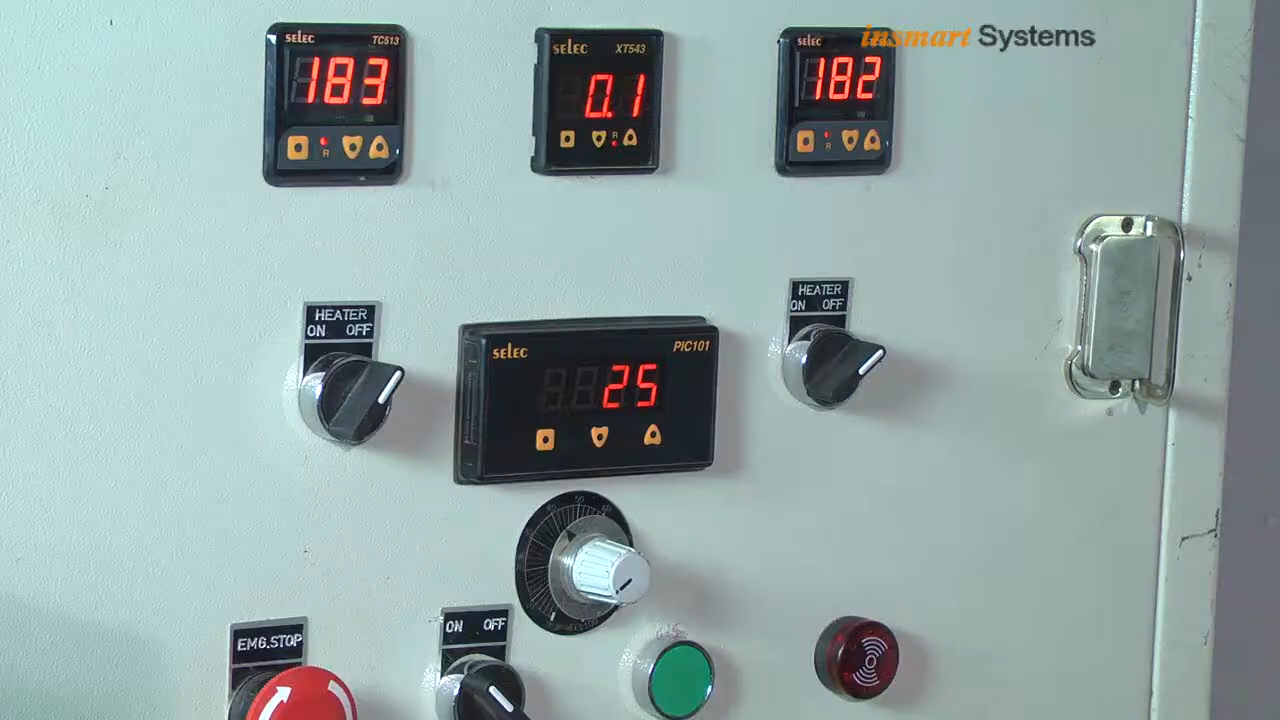 selec TC513
183
R
selec XT543
0.1
R
selec
182
R
insmart Systems
HEATER
ON OFF
HEATER
ON OFF
selec PIC101
25
50
EMG.STOP
ON OFF